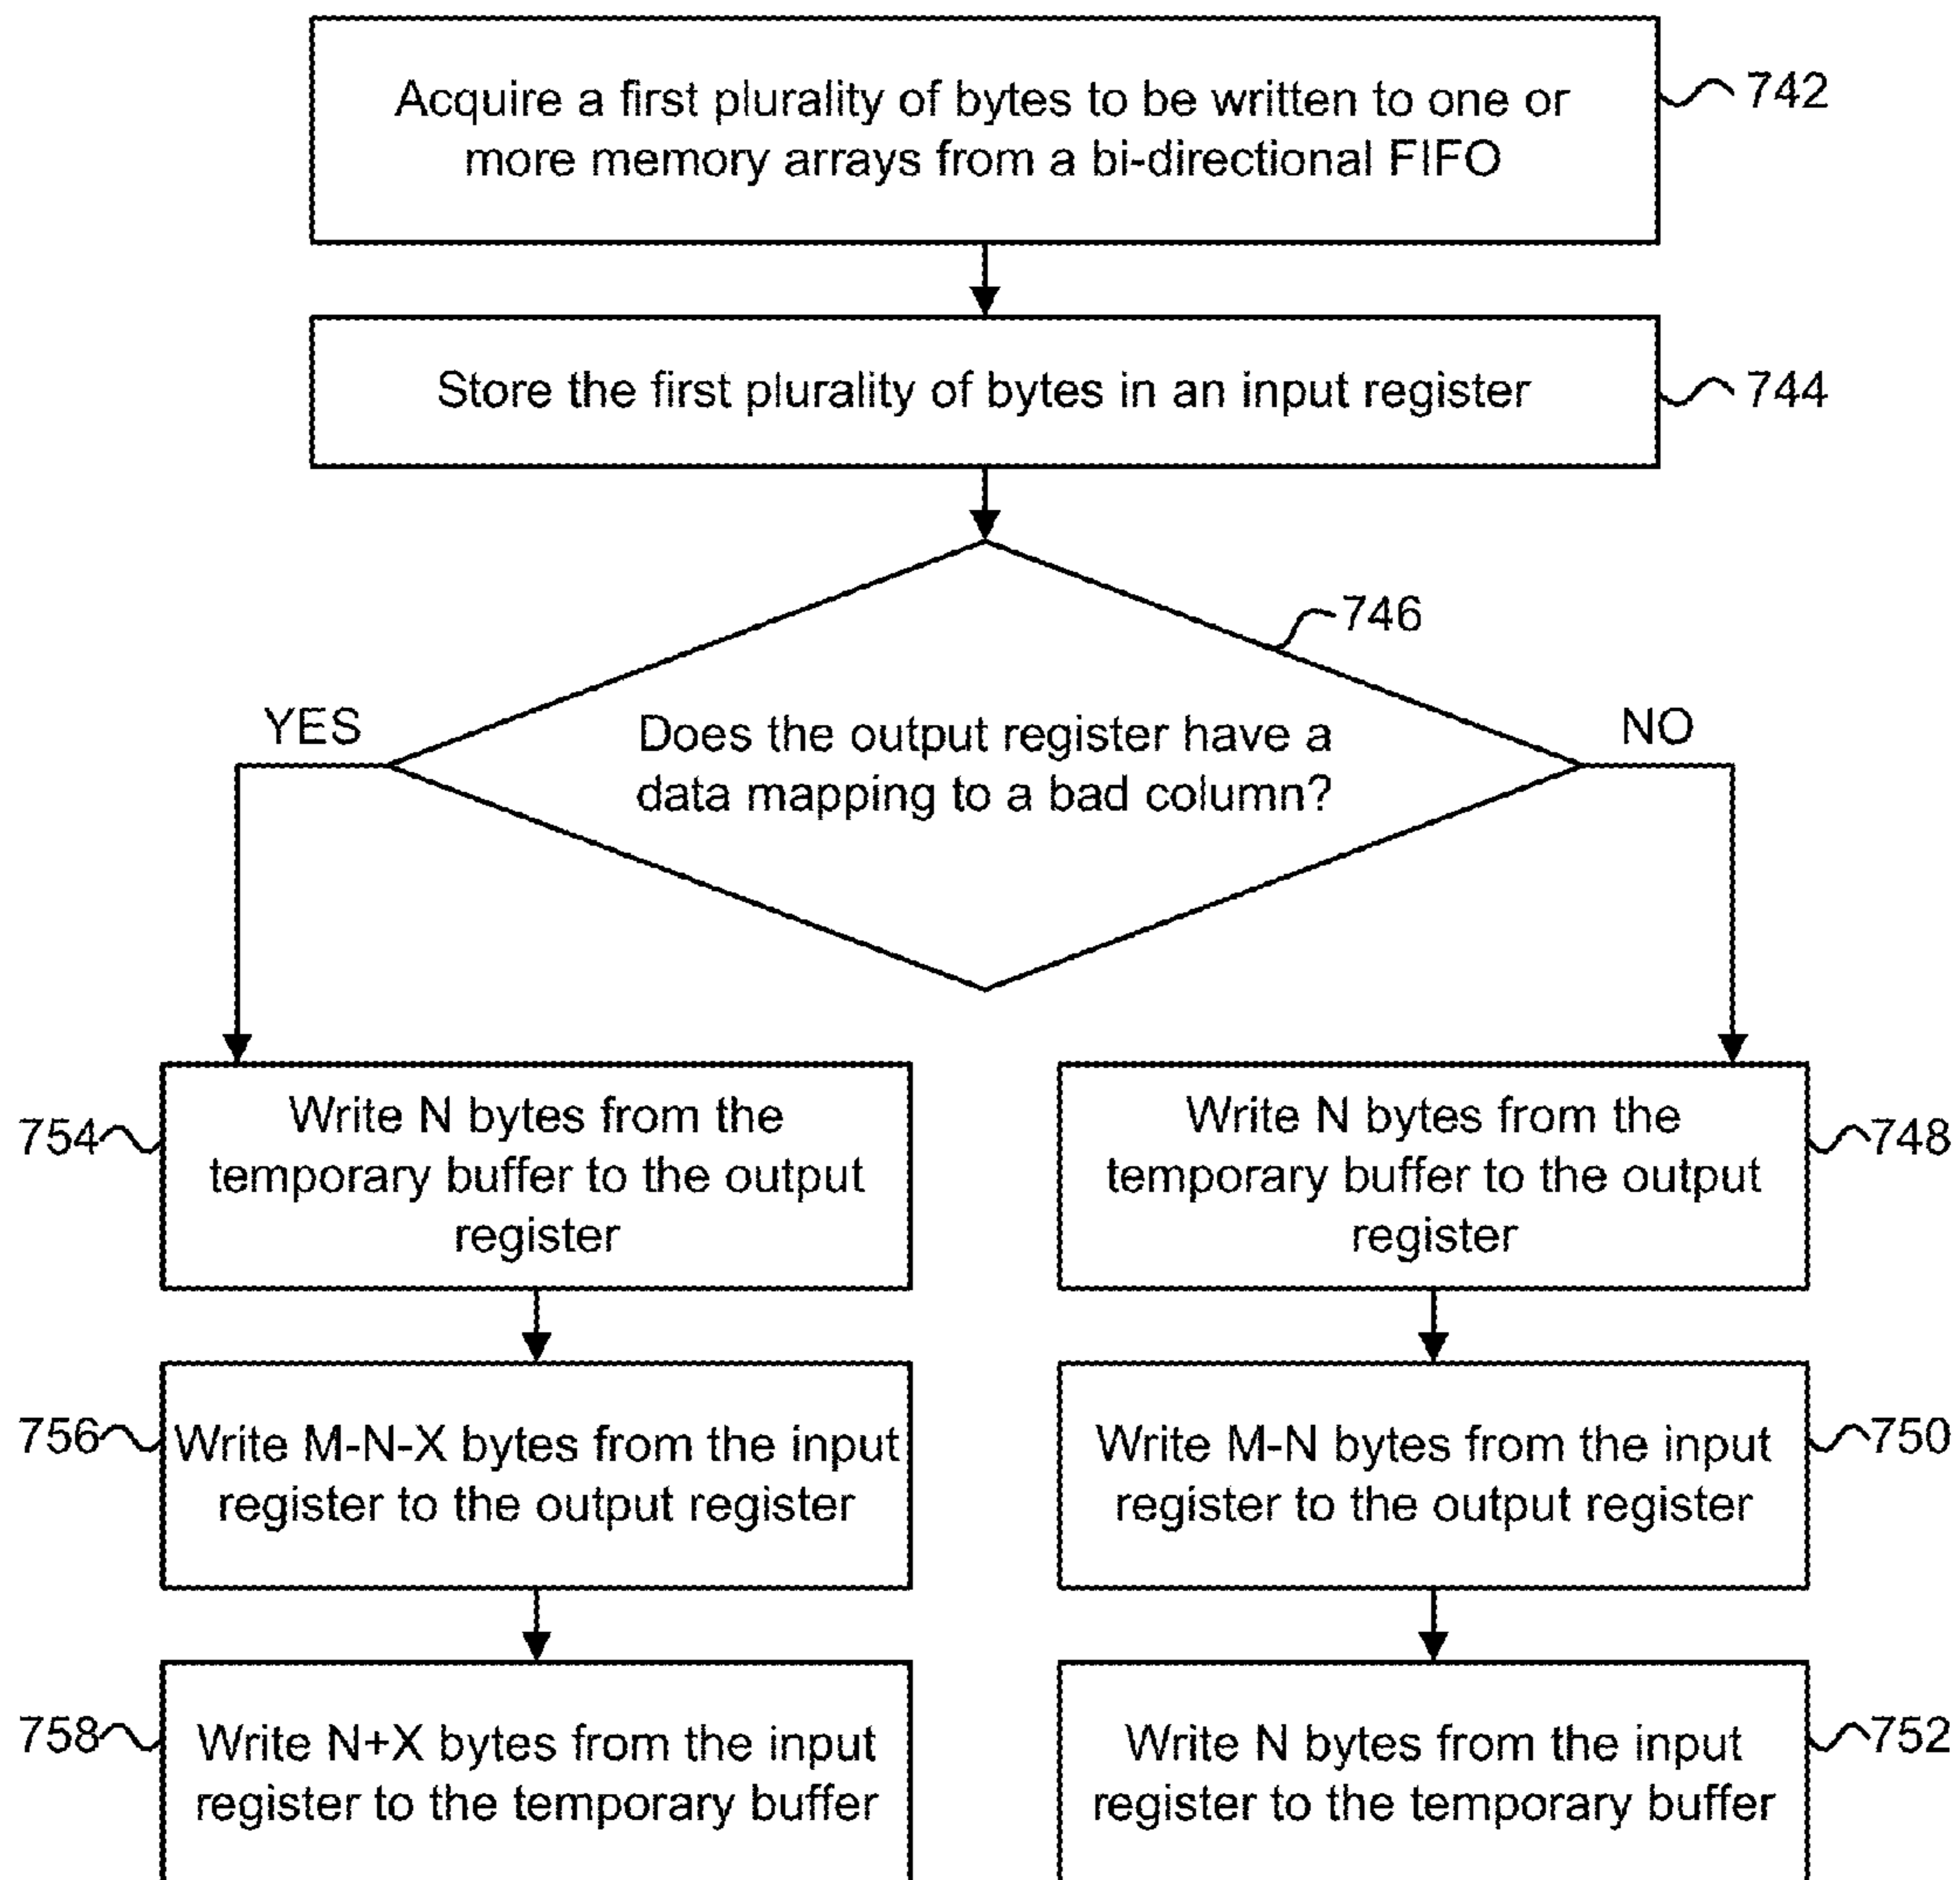 Acquire a first plurality of bytes to be written to one or
more memory arrays from a bi-directional FIFO
742
Store the first plurality of bytes in an input register
744
746
YES
Does the output register have a
data mapping to a bad column?
NO
754
Write N bytes from the
temporary buffer to the output
register
Write N bytes from the
temporary buffer to the output
register
748
756
Write M-N-X bytes from the input
register to the output register
Write M-N bytes from the input
register to the output register
750
758
Write N+X bytes from the input
register to the temporary buffer
Write N bytes from the input
register to the temporary buffer
752